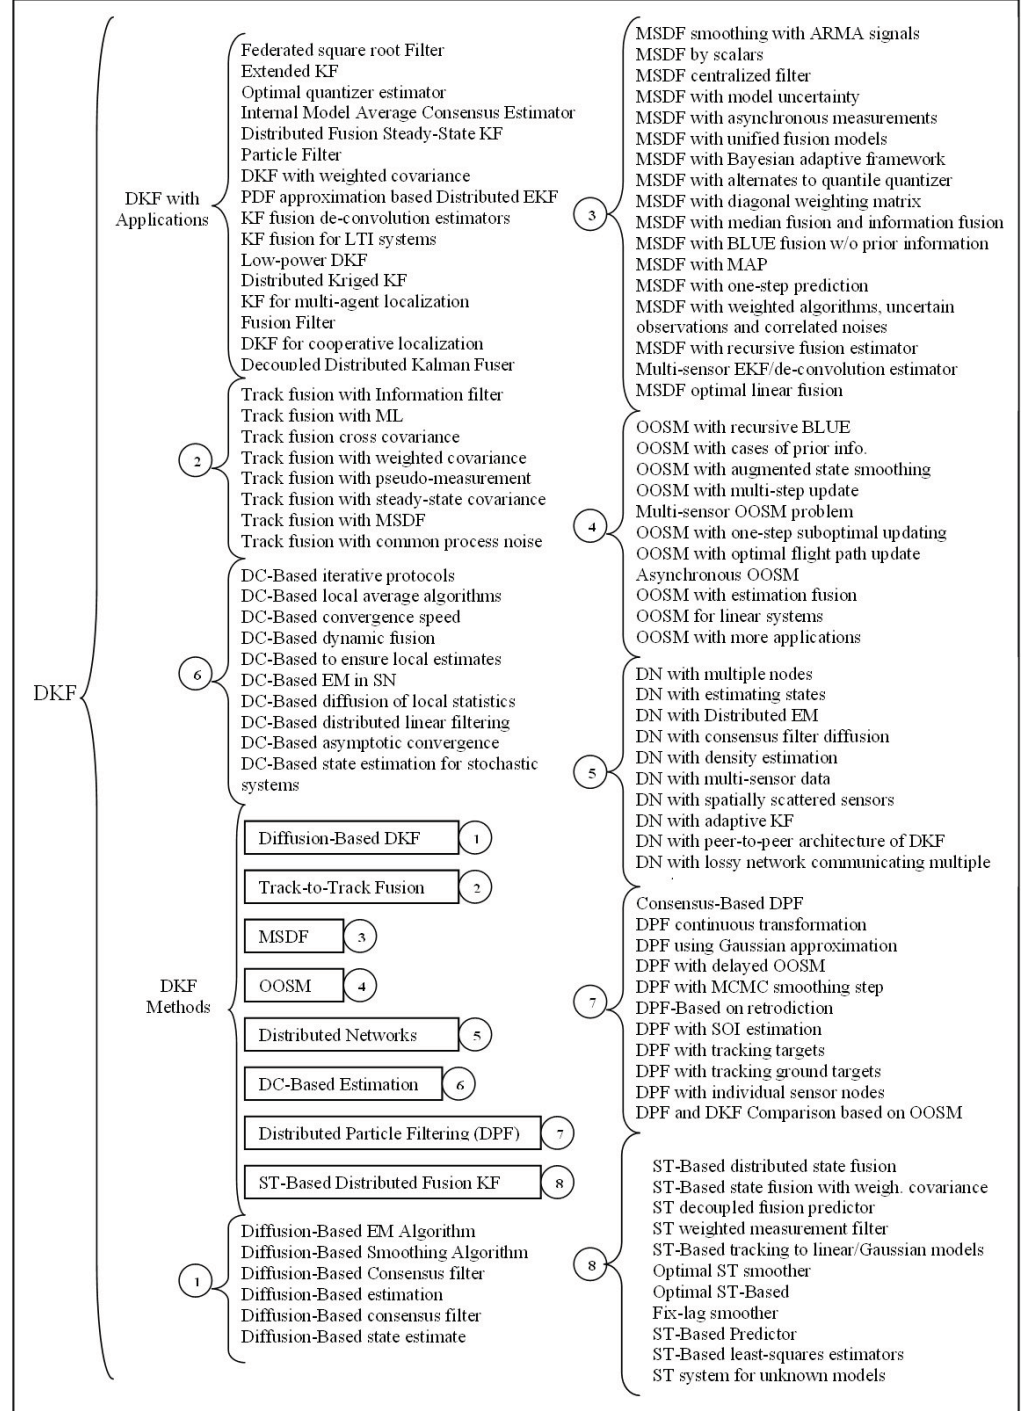 DKF
DKF with
Applications
Federated square root Filter
Extended KF
Optimal quantizer estimator
Internal Model Average Consensus Estimator
Distributed Fusion Steady-State KF
Particle Filter
DKF with weighted covariance
PDF approximation based Distributed EKF
KF fusion de-convolution estimators
KF fusion for LTI systems
Low-power DKF
Distributed Kriged KF
KF for multi-agent localization
Fusion Filter
DKF for cooperative localization
Decoupled Distributed Kalman Fuser
2
Track fusion with Information filter
Track fusion with ML
Track fusion cross covariance
Track fusion with weighted covariance
Track fusion with pseudo-measurement
Track fusion with steady-state covariance
Track fusion with MSDF
Track fusion with common process noise
6
DC-Based iterative protocols
DC-Based local average algorithms
DC-Based convergence speed
DC-Based dynamic fusion
DC-Based to ensure local estimates
DC-Based EM in SN
DC-Based diffusion of local statistics
DC-Based distributed linear filtering
DC-Based asymptotic convergence
DC-Based state estimation for stochastic
systems
DKF
Methods
Diffusion-Based DKF 1
Track-to-Track Fusion 2
MSDF 3
OOSM 4
Distributed Networks 5
DC-Based Estimation 6
Distributed Particle Filtering (DPF) 7
ST-Based Distributed Fusion KF 8
1
Diffusion-Based EM Algorithm
Diffusion-Based Smoothing Algorithm
Diffusion-Based Consensus filter
Diffusion-Based estimation
Diffusion-Based consensus filter
Diffusion-Based state estimate
3
MSDF smoothing with ARMA signals
MSDF by scalars
MSDF centralized filter
MSDF with model uncertainty
MSDF with asynchronous measurements
MSDF with unified fusion models
MSDF with Bayesian adaptive framework
MSDF with alternates to quantile quantizer
MSDF with diagonal weighting matrix
MSDF with median fusion and information fusion
MSDF with BLUE fusion w/o prior information
MSDF with MAP
MSDF with one-step prediction
MSDF with weighted algorithms, uncertain
observations and correlated noises
MSDF with recursive fusion estimator
Multi-sensor EKF/de-convolution estimator
MSDF optimal linear fusion
4
OOSM with recursive BLUE
OOSM with cases of prior info.
OOSM with augmented state smoothing
OOSM with multi-step update
Multi-sensor OOSM problem
OOSM with one-step suboptimal updating
OOSM with optimal flight path update
Asynchronous OOSM
OOSM with estimation fusion
OOSM for linear systems
OOSM with more applications
5
DN with multiple nodes
DN with estimating states
DN with Distributed EM
DN with consensus filter diffusion
DN with density estimation
DN with multi-sensor data
DN with spatially scattered sensors
DN with adaptive KF
DN with peer-to-peer architecture of DKF
DN with lossy network communicating multiple
7
Consensus-Based DPF
DPF continuous transformation
DPF using Gaussian approximation
DPF with delayed OOSM
DPF with MCMC smoothing step
DPF-Based on retrodiction
DPF with SOI estimation
DPF with tracking targets
DPF with tracking ground targets
DPF with individual sensor nodes
DPF and DKF Comparison based on OOSM
8
ST-Based distributed state fusion
ST-Based state fusion with weigh. covariance
ST decoupled fusion predictor
ST weighted measurement filter
ST-Based tracking to linear/Gaussian models
Optimal ST smoother
Optimal ST-Based
Fix-lag smoother
ST-Based Predictor
ST-Based least-squares estimators
ST system for unknown models